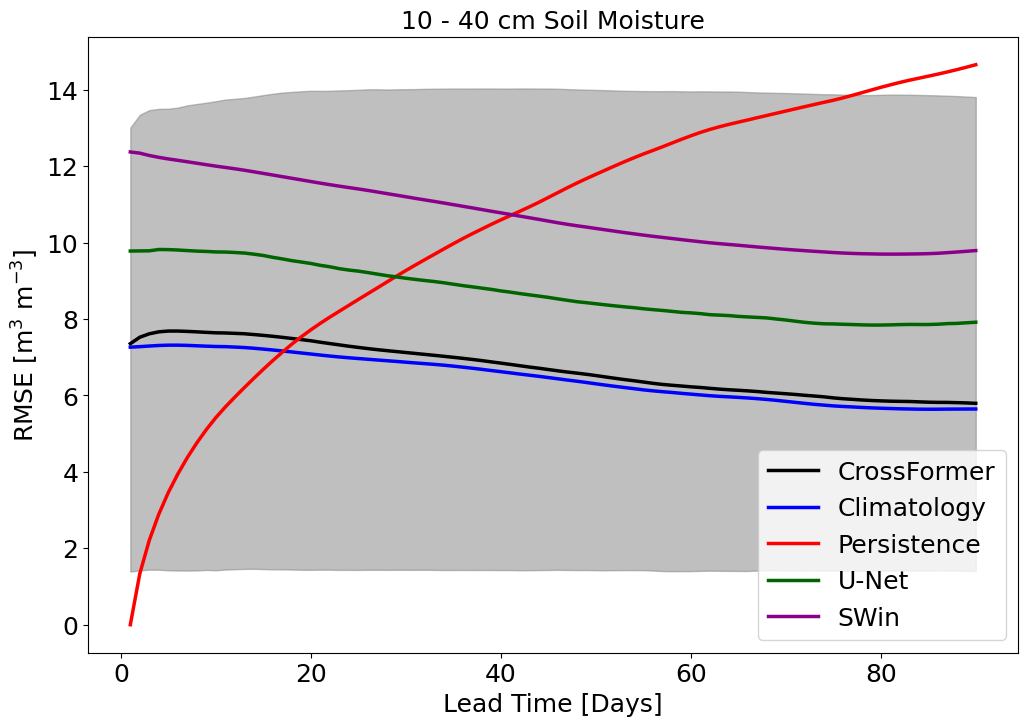 10 - 40 cm Soil Moisture
RMSE [m³ m⁻³]
14
12
10
8
6
4
2
0
CrossFormer
Climatology
Persistence
U-Net
SWin
0 20 40 60 80
Lead Time [Days]